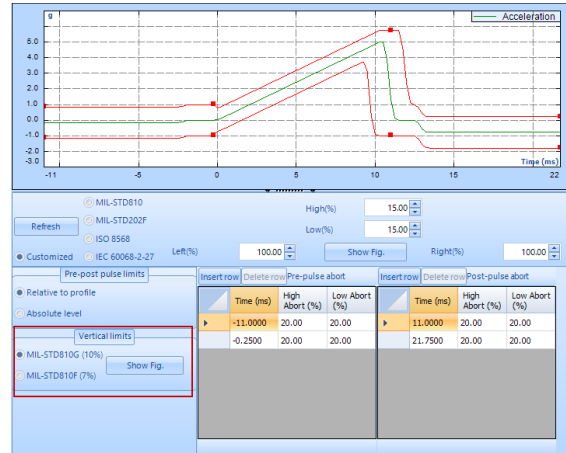 g
Acceleration
5.0
4.0
3.0
2.0
1.0
0.0
-1.0
-2.0
-3.0
Time (ms)
-11 -5 0 5 10 15 22
MIL-STD810
High(%) 15.00
Refresh
MIL-STD202F
Low(%) 15.00
ISO 8568
Customized IEC 60068-2-27 Left(%) 100.00 Show Fig. Right(%) 100.00
Pre-post pulse limits
Relative to profile
Absolute level
Vertical limits
MIL-STD810G (10%)
Show Fig.
MIL-STD810F (7%)
Insert row Delete row Pre-pulse abort
Time (ms) High Abort (%) Low Abort (%)
-11.0000 20.00 20.00
-0.2500 20.00 20.00
Insert row Delete row Post-pulse abort
Time (ms) High Abort (%) Low Abort (%)
11.0000 20.00 20.00
21.7500 20.00 20.00